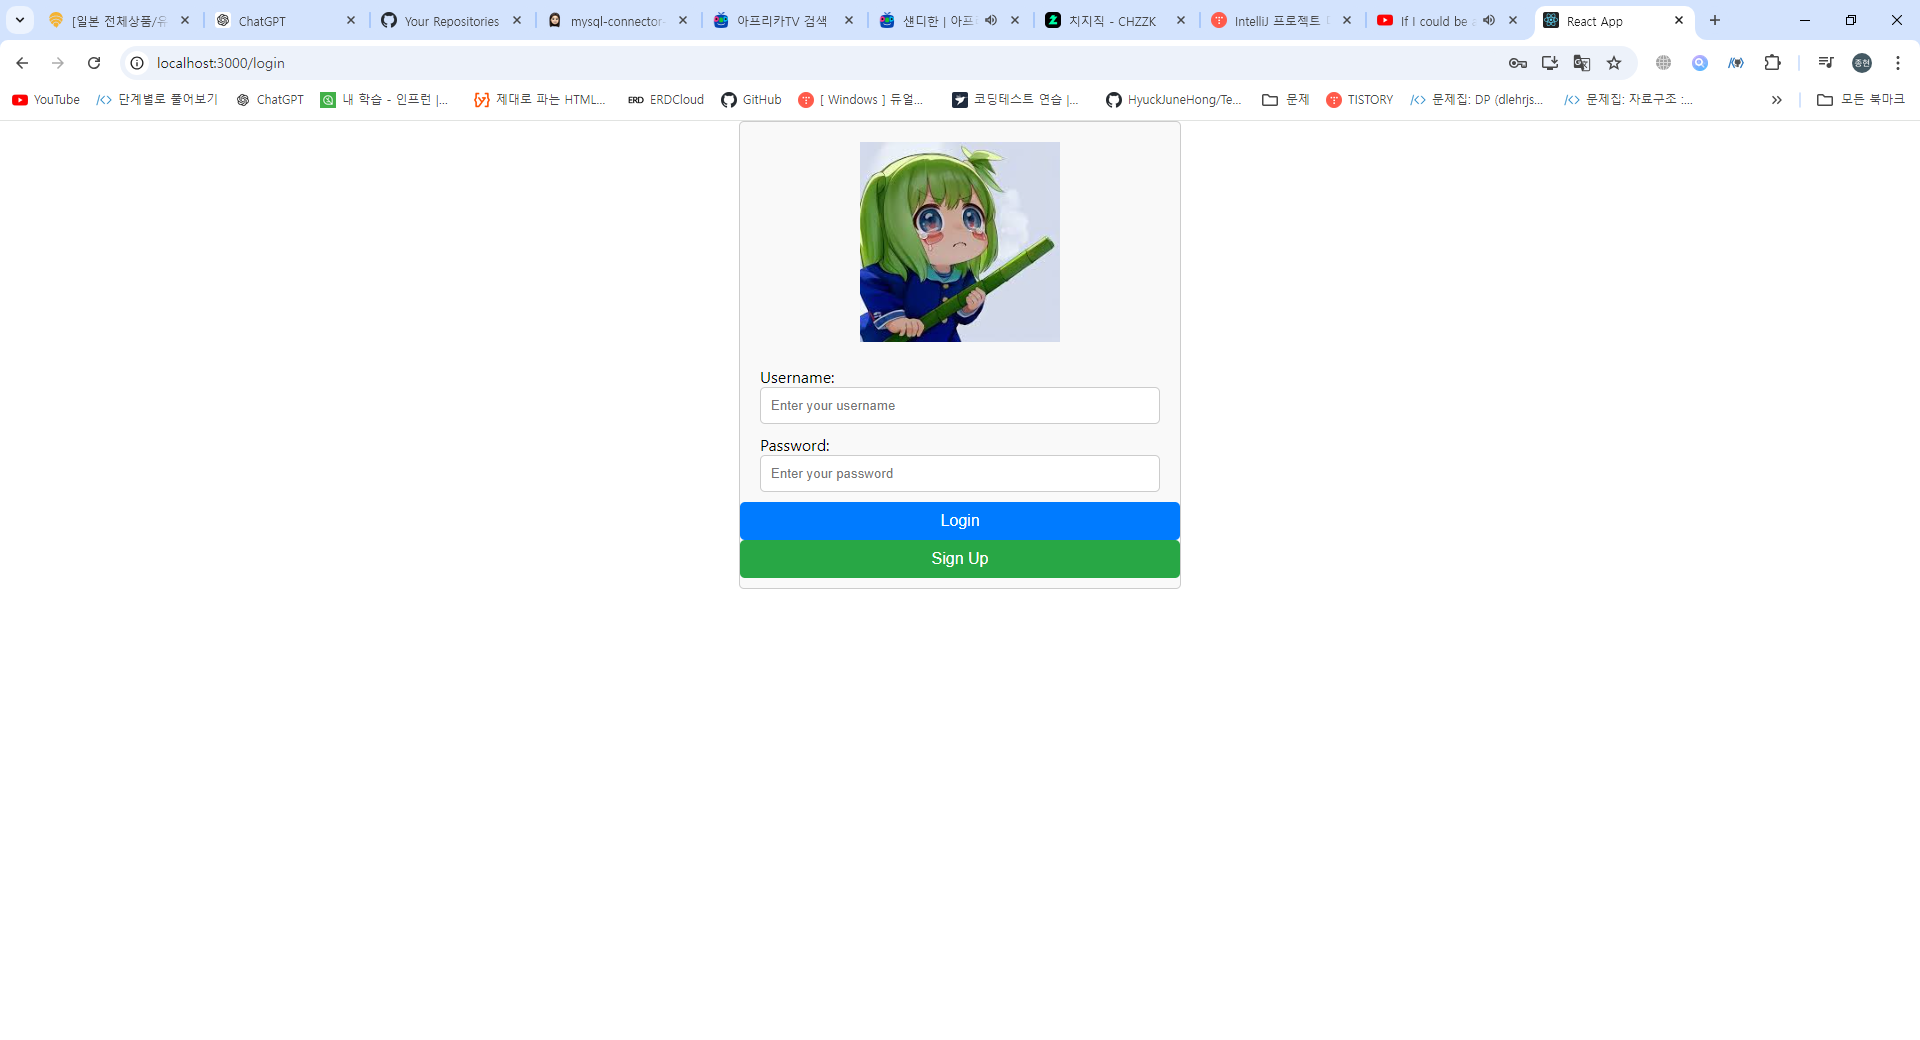 [일본 전체상품/유
ChatGPT
Your Repositories
mysql-connector-
아프리카TV 검색
샌디한 | 아프
치지직 - CHZZK
IntelliJ 프로젝트
If I could be a
React App
localhost:3000/login
종현
YouTube
단계별로 풀어보기
ChatGPT
내 학습 - 인프런 |...
제대로 파는 HTML...
ERD ERDCloud
GitHub
[ Windows ] 듀얼...
코딩테스트 연습 |...
HyuckJuneHong/Te...
문제
TISTORY
문제집: DP (dlehrjs...
문제집: 자료구조 :...
모든 북마크
Username:
Enter your username
Password:
Enter your password
Login
Sign Up